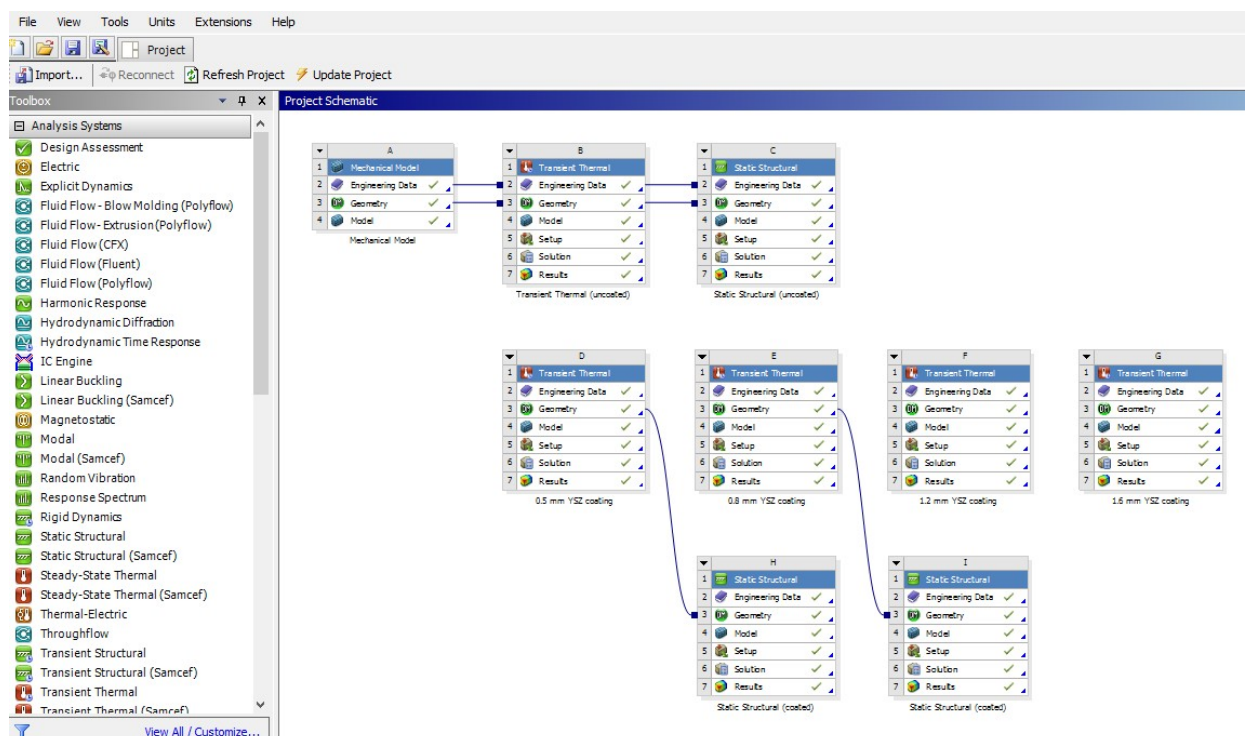 File View Tools Units Extensions Help
Project
Import... Reconnect Refresh Project Update Project
Toolbox
Analysis Systems
Design Assessment
Electric
Explicit Dynamics
Fluid Flow - Blow Molding (Polyflow)
Fluid Flow - Extrusion (Polyflow)
Fluid Flow (CFX)
Fluid Flow (Fluent)
Fluid Flow (Polyflow)
Harmonic Response
Hydrodynamic Diffraction
Hydrodynamic Time Response
IC Engine
Linear Buckling
Linear Buckling (Samcef)
Magnetostatic
Modal
Modal (Samcef)
Random Vibration
Response Spectrum
Rigid Dynamics
Static Structural
Static Structural (Samcef)
Steady-State Thermal
Steady-State Thermal (Samcef)
Thermal-Electric
Throughflow
Transient Structural
Transient Structural (Samcef)
Transient Thermal
Transient Thermal (Samcef)
View All / Customize...
Project Schematic
A
1 Mechanical Model
2 Engineering Data
3 Geometry
4 Model
Mechanical Model
B
1 Transient Thermal
2 Engineering Data
3 Geometry
4 Model
5 Setup
6 Solution
7 Results
Transient Thermal (uncoated)
C
1 Static Structural
2 Engineering Data
3 Geometry
4 Model
5 Setup
6 Solution
7 Results
Static Structural (uncoated)
D
1 Transient Thermal
2 Engineering Data
3 Geometry
4 Model
5 Setup
6 Solution
7 Results
0.5 mm YSZ coating
E
1 Transient Thermal
2 Engineering Data
3 Geometry
4 Model
5 Setup
6 Solution
7 Results
0.8 mm YSZ coating
F
1 Transient Thermal
2 Engineering Data
3 Geometry
4 Model
5 Setup
6 Solution
7 Results
1.2 mm YSZ coating
G
1 Transient Thermal
2 Engineering Data
3 Geometry
4 Model
5 Setup
6 Solution
7 Results
1.6 mm YSZ coating
H
1 Static Structural
2 Engineering Data
3 Geometry
4 Model
5 Setup
6 Solution
7 Results
Static Structural (coated)
I
1 Static Structural
2 Engineering Data
3 Geometry
4 Model
5 Setup
6 Solution
7 Results
Static Structural (coated)